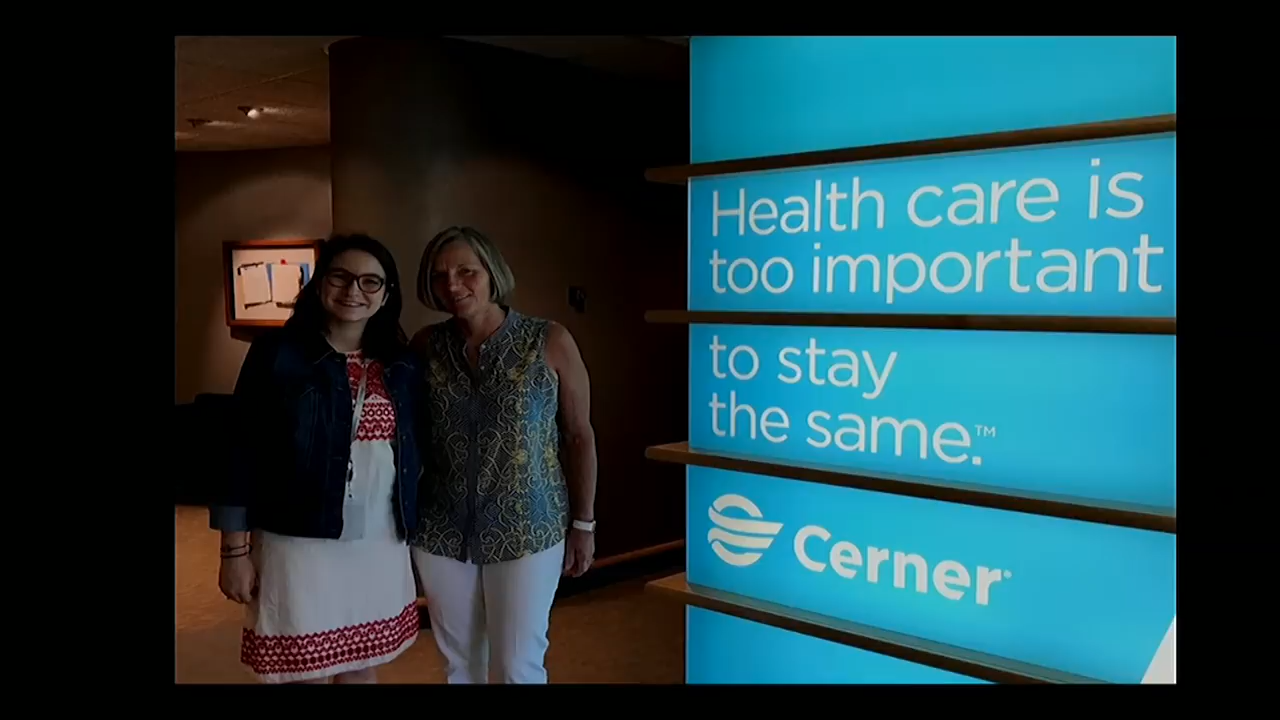 Health care is
too important
to stay
the same.™
Cerner®